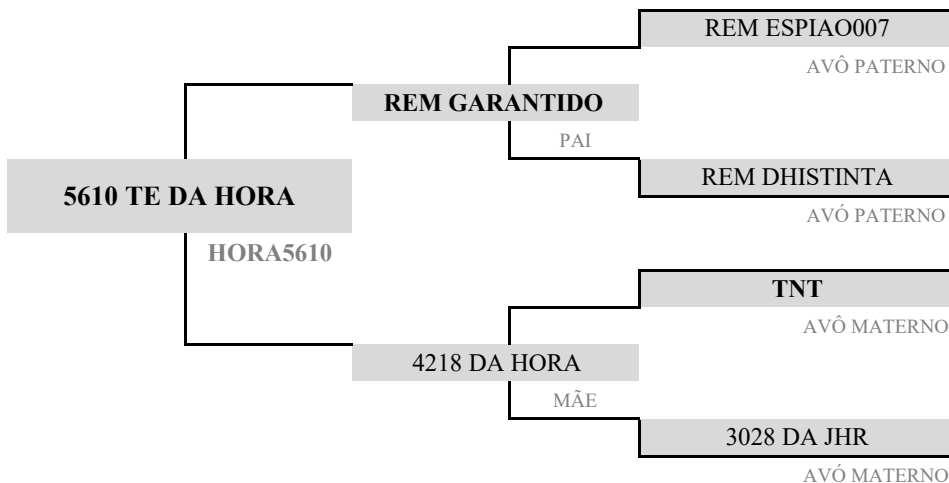 REM ESPIAO007
AVÔ PATERNO
REM GARANTIDO
PAI
REM DHISTINTA
AVÓ PATERNO
5610 TE DA HORA
HORA5610
TNT
AVÔ MATERNO
4218 DA HORA
MÃE
3028 DA JHR
AVÓ MATERNO